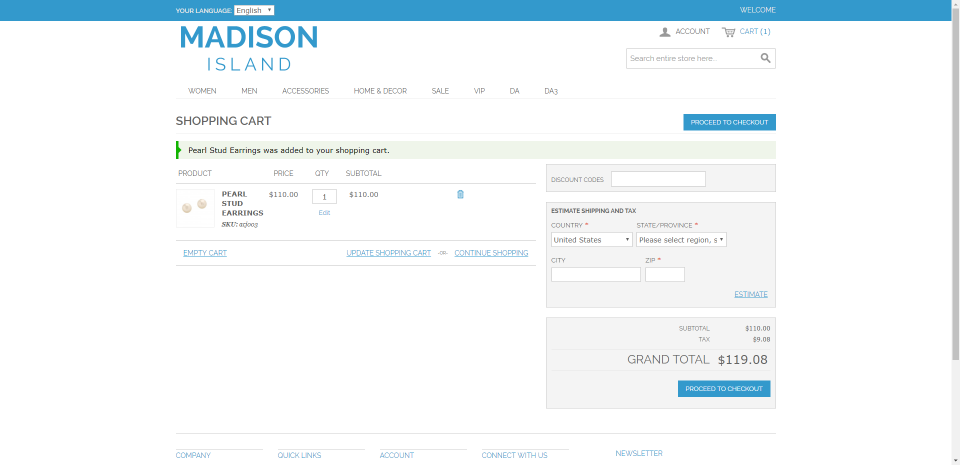 YOUR LANGUAGE: English
WELCOME
MADISON
ISLAND
ACCOUNT
CART (1)
Search entire store here...
WOMEN
MEN
ACCESSORIES
HOME & DECOR
SALE
VIP
DA
DA3
SHOPPING CART
PROCEED TO CHECKOUT
Pearl Stud Earrings was added to your shopping cart.
PRODUCT
PRICE
QTY
SUBTOTAL
PEARL
STUD
EARRINGS
SKU: acj003
$110.00
1
Edit
$110.00
EMPTY CART
UPDATE SHOPPING CART
-OR-
CONTINUE SHOPPING
DISCOUNT CODES
ESTIMATE SHIPPING AND TAX
COUNTRY *
STATE/PROVINCE *
United States
Please select region, s
CITY
ZIP *
ESTIMATE
SUBTOTAL $110.00
TAX $9.08
GRAND TOTAL $119.08
PROCEED TO CHECKOUT
COMPANY
QUICK LINKS
ACCOUNT
CONNECT WITH US
NEWSLETTER